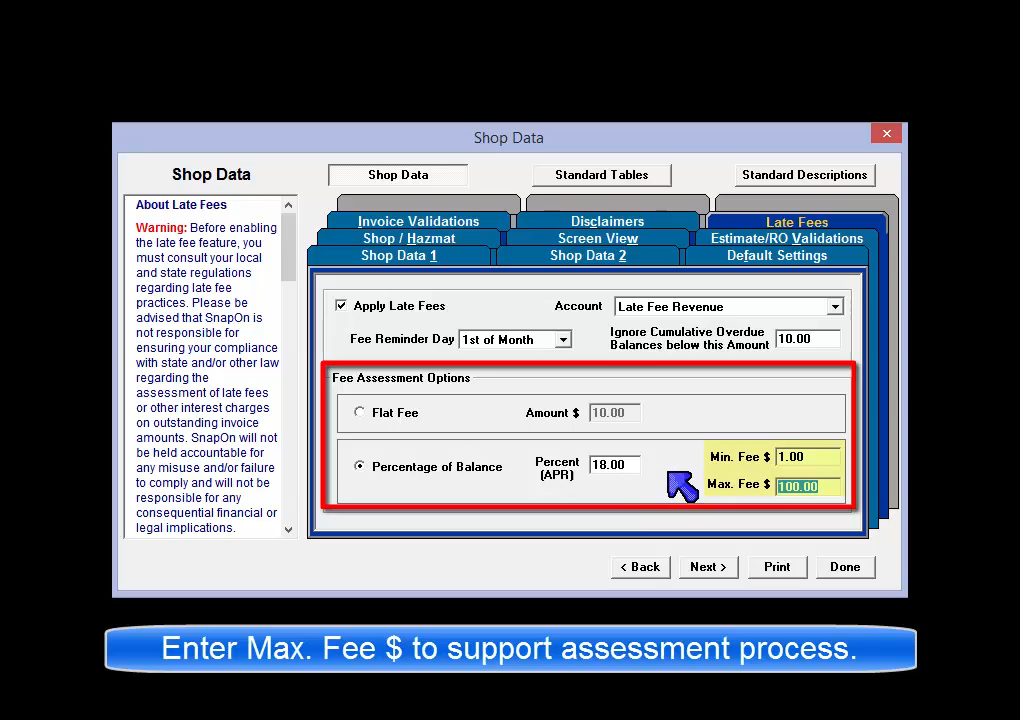 Shop Data
Shop Data
Shop Data
Standard Tables
Standard Descriptions
About Late Fees
Warning: Before enabling
the late fee feature, you
must consult your local
and state regulations
regarding late fee
practices. Please be
advised that SnapOn is
not responsible for
ensuring your compliance
with state and/or other law
regarding the
assessment of late fees
or other interest charges
on outstanding invoice
amounts. SnapOn will not
be held accountable for
any misuse and/or failure
to comply and will not be
responsible for any
consequential financial or
legal implications.
Invoice Validations
Disclaimers
Late Fees
Shop / Hazmat
Screen View
Estimate/RO Validations
Shop Data 1
Shop Data 2
Default Settings
Apply Late Fees
Account
Late Fee Revenue
Fee Reminder Day
1st of Month
Ignore Cumulative Overdue
Balances below this Amount
10.00
Fee Assessment Options
Flat Fee
Amount $
10.00
Percentage of Balance
Percent
(APR)
18.00
Min. Fee $
1.00
Max. Fee $
100.00
< Back
Next >
Print
Done
Enter Max. Fee $ to support assessment process.